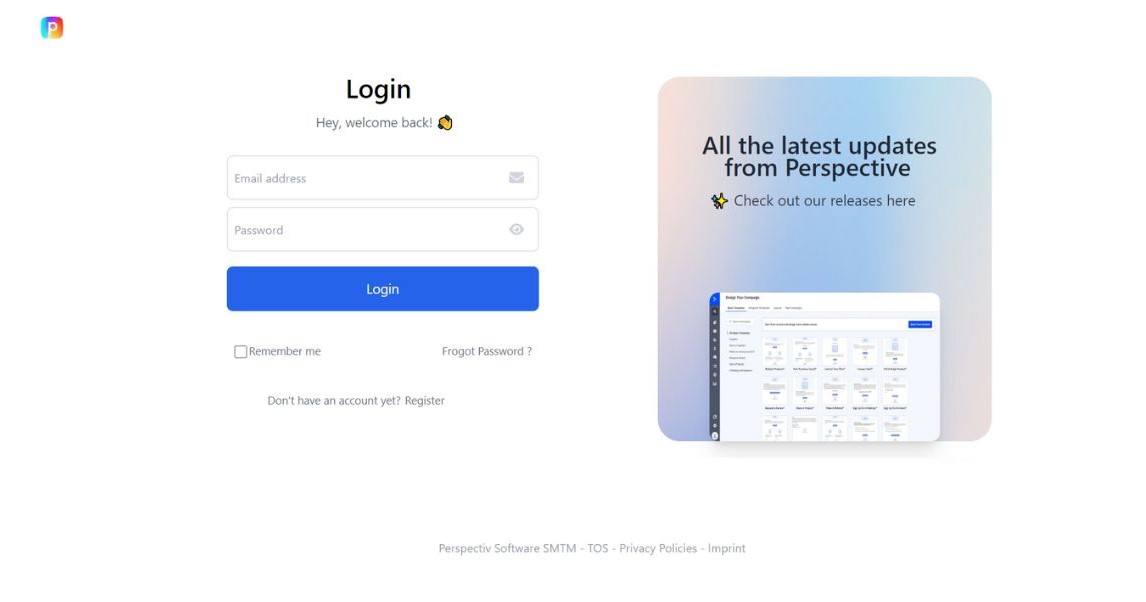 Login
Hey, welcome back! 👏
Email address
Password
Login
Remember me
Frogot Password ?
Don't have an account yet? Register
All the latest updates
from Perspective
✨ Check out our releases here
Design Your Campaign
Perspectiv Software SMTM - TOS - Privacy Policies - Imprint